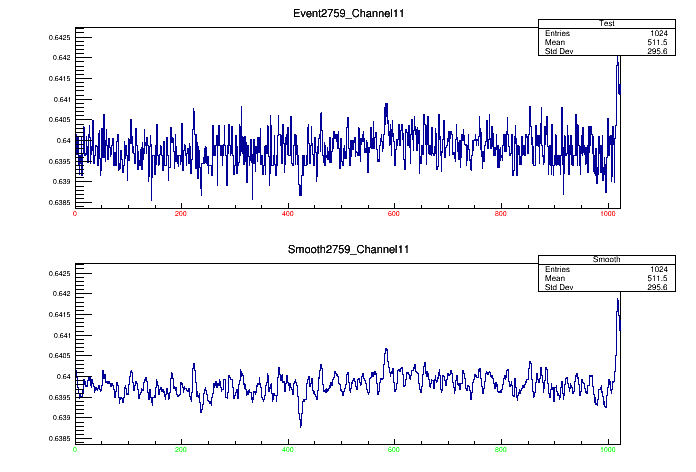 Event2759_Channel11
Test
Entries 1024
Mean 511.5
Std Dev 295.6
0.6425
0.642
0.6415
0.641
0.6405
0.64
0.6395
0.639
0.6385
0 200 400 600 800 1000
Smooth2759_Channel11
Smooth
Entries 1024
Mean 511.5
Std Dev 295.6
0.6425
0.642
0.6415
0.641
0.6405
0.64
0.6395
0.639
0.6385
0 200 400 600 800 1000